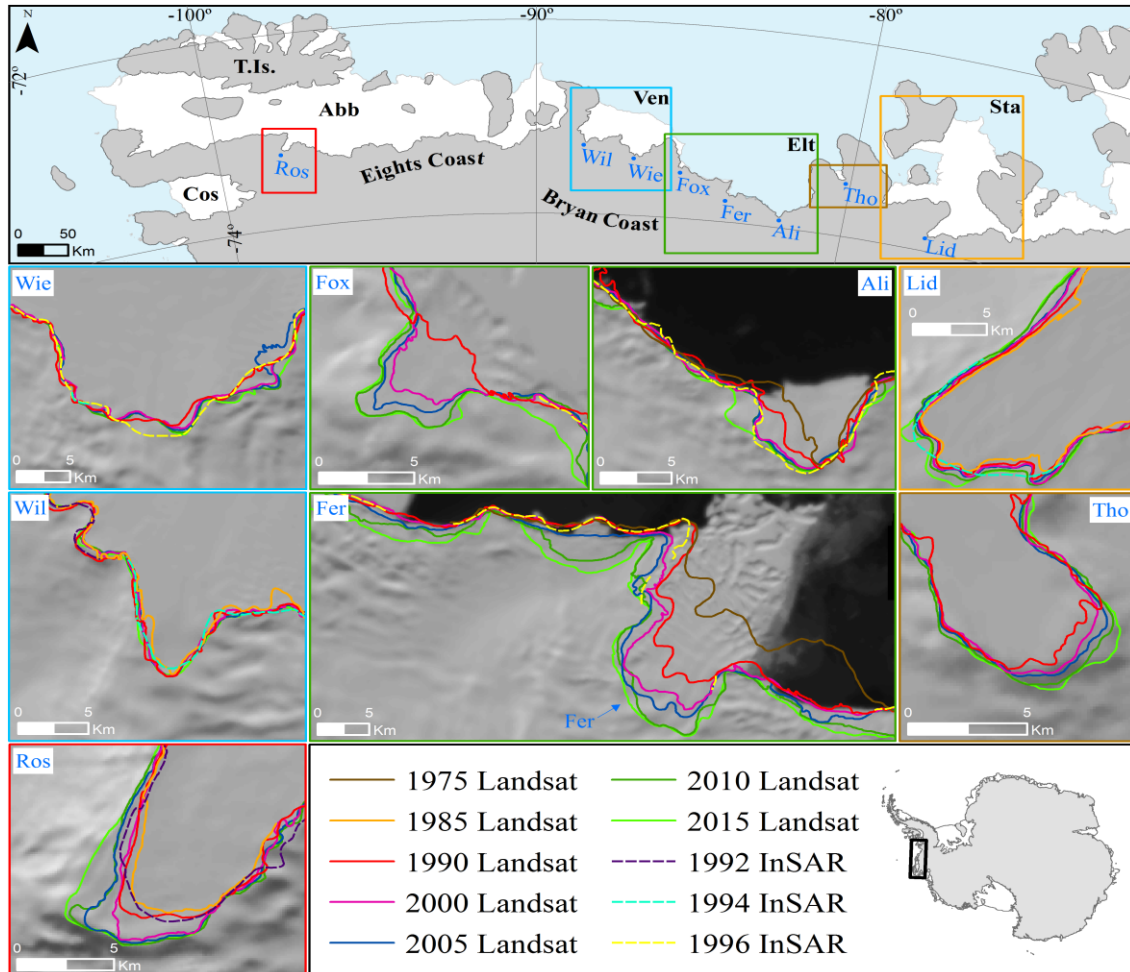 -100° -90° -80°
N
-72°
T.Is.
Abb
Ven
Sta
Elt
Wil
Wie
Ros
Eights Coast
Fox
Tho
Cos
Fer
Bryan Coast
Ali
Lid
-74°
0 50
Km
Wie
0 5
Km
Fox
0 5
Km
Ali
0 5
Km
Lid
0 5
Km
Wil
0 5
Km
Fer
Fer
0 5
Km
Tho
0 5
Km
Ros
0 5
Km
1975 Landsat
1985 Landsat
1990 Landsat
2000 Landsat
2005 Landsat
2010 Landsat
2015 Landsat
1992 InSAR
1994 InSAR
1996 InSAR